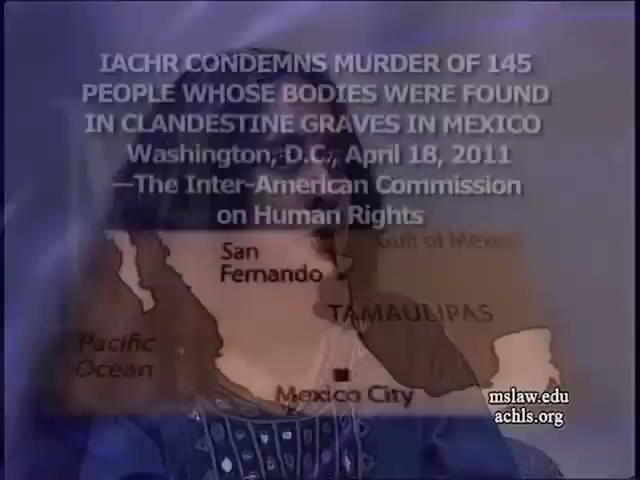 IACHR CONDEMNS MURDER OF 145
PEOPLE WHOSE BODIES WERE FOUND
IN CLANDESTINE GRAVES IN MEXICO
Washington, D.C., April 18, 2011
—The Inter-American Commission
on Human Rights
Gulf of Mexico
San
Fernando
TAMAULIPAS
Pacific
Ocean
Mexico City
mslaw.edu
achls.org